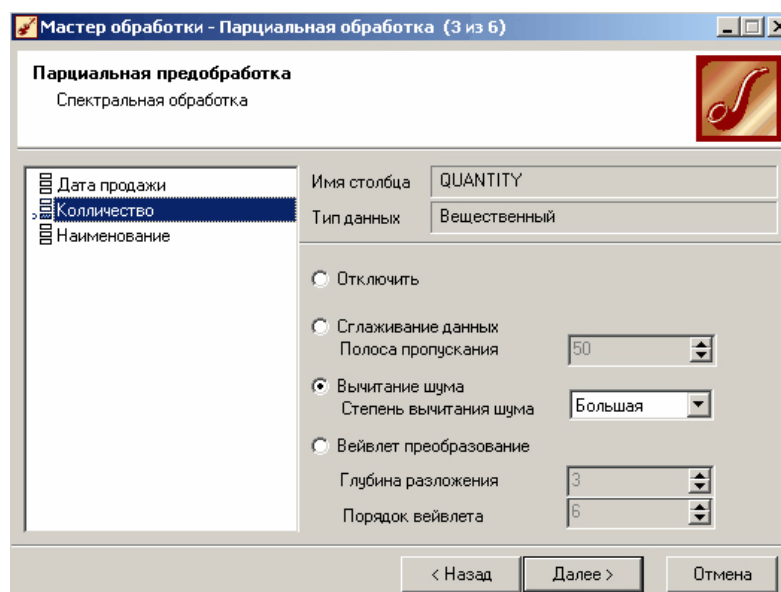 Мастер обработки - Парциальная обработка (3 из 6)
Парциальная предобработка
Спектральная обработка
Дата продажи
Колличество
Наименование
Имя столбца QUANTITY
Тип данных Вещественный
Отключить
Сглаживание данных
Полоса пропускания 50
Вычитание шума
Степень вычитания шума Большая
Вейвлет преобразование
Глубина разложения 3
Порядок вейвлета 6
< Назад Далее > Отмена